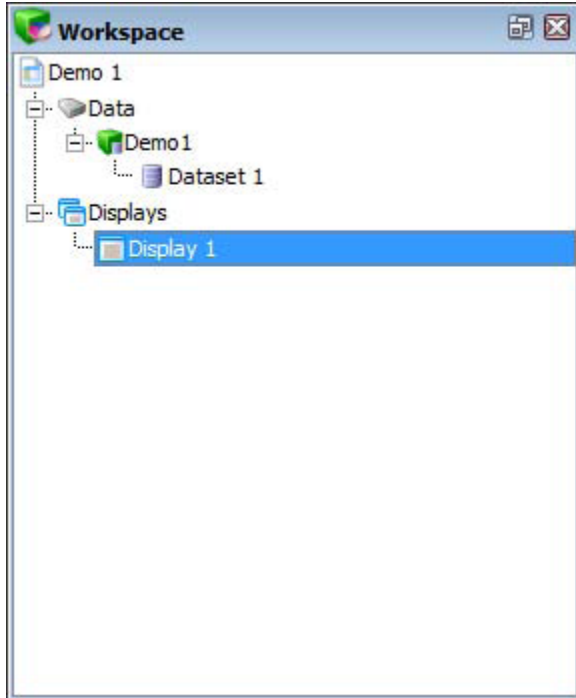 Workspace
Demo 1
Data
Demo1
Dataset 1
Displays
Display 1